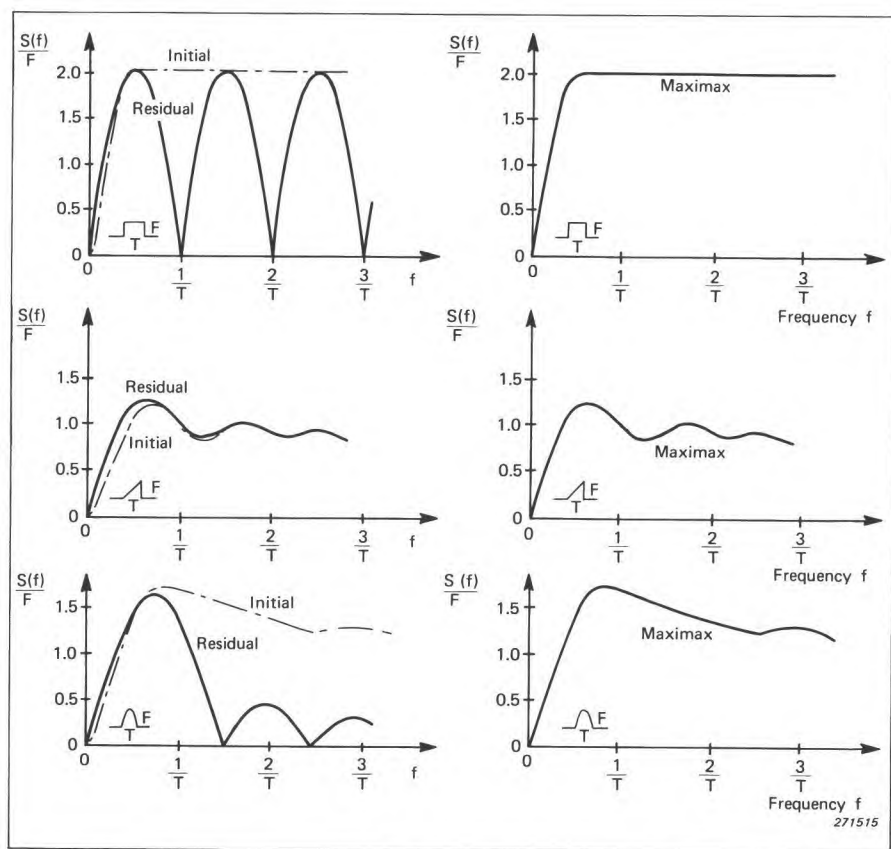 S(f)
F
Initial
2.0
Residual
1.5
1.0
0.5
F
T
0
1
T
2
T
3
T
f
S(f)
F
2.0
Maximax
1.5
1.0
0.5
F
T
0
1
T
2
T
3
T
Frequency f
S(f)
F
1.5
Residual
1.0
Initial
0.5
F
T
0
1
T
2
T
3
T
f
S(f)
F
1.5
1.0
Maximax
0.5
F
T
0
1
T
2
T
3
T
Frequency f
S(f)
F
1.5
Initial
Residual
1.0
0.5
F
T
0
1
T
2
T
3
T
f
S (f)
F
1.5
Maximax
1.0
0.5
F
T
0
1
T
2
T
3
T
Frequency f
271515